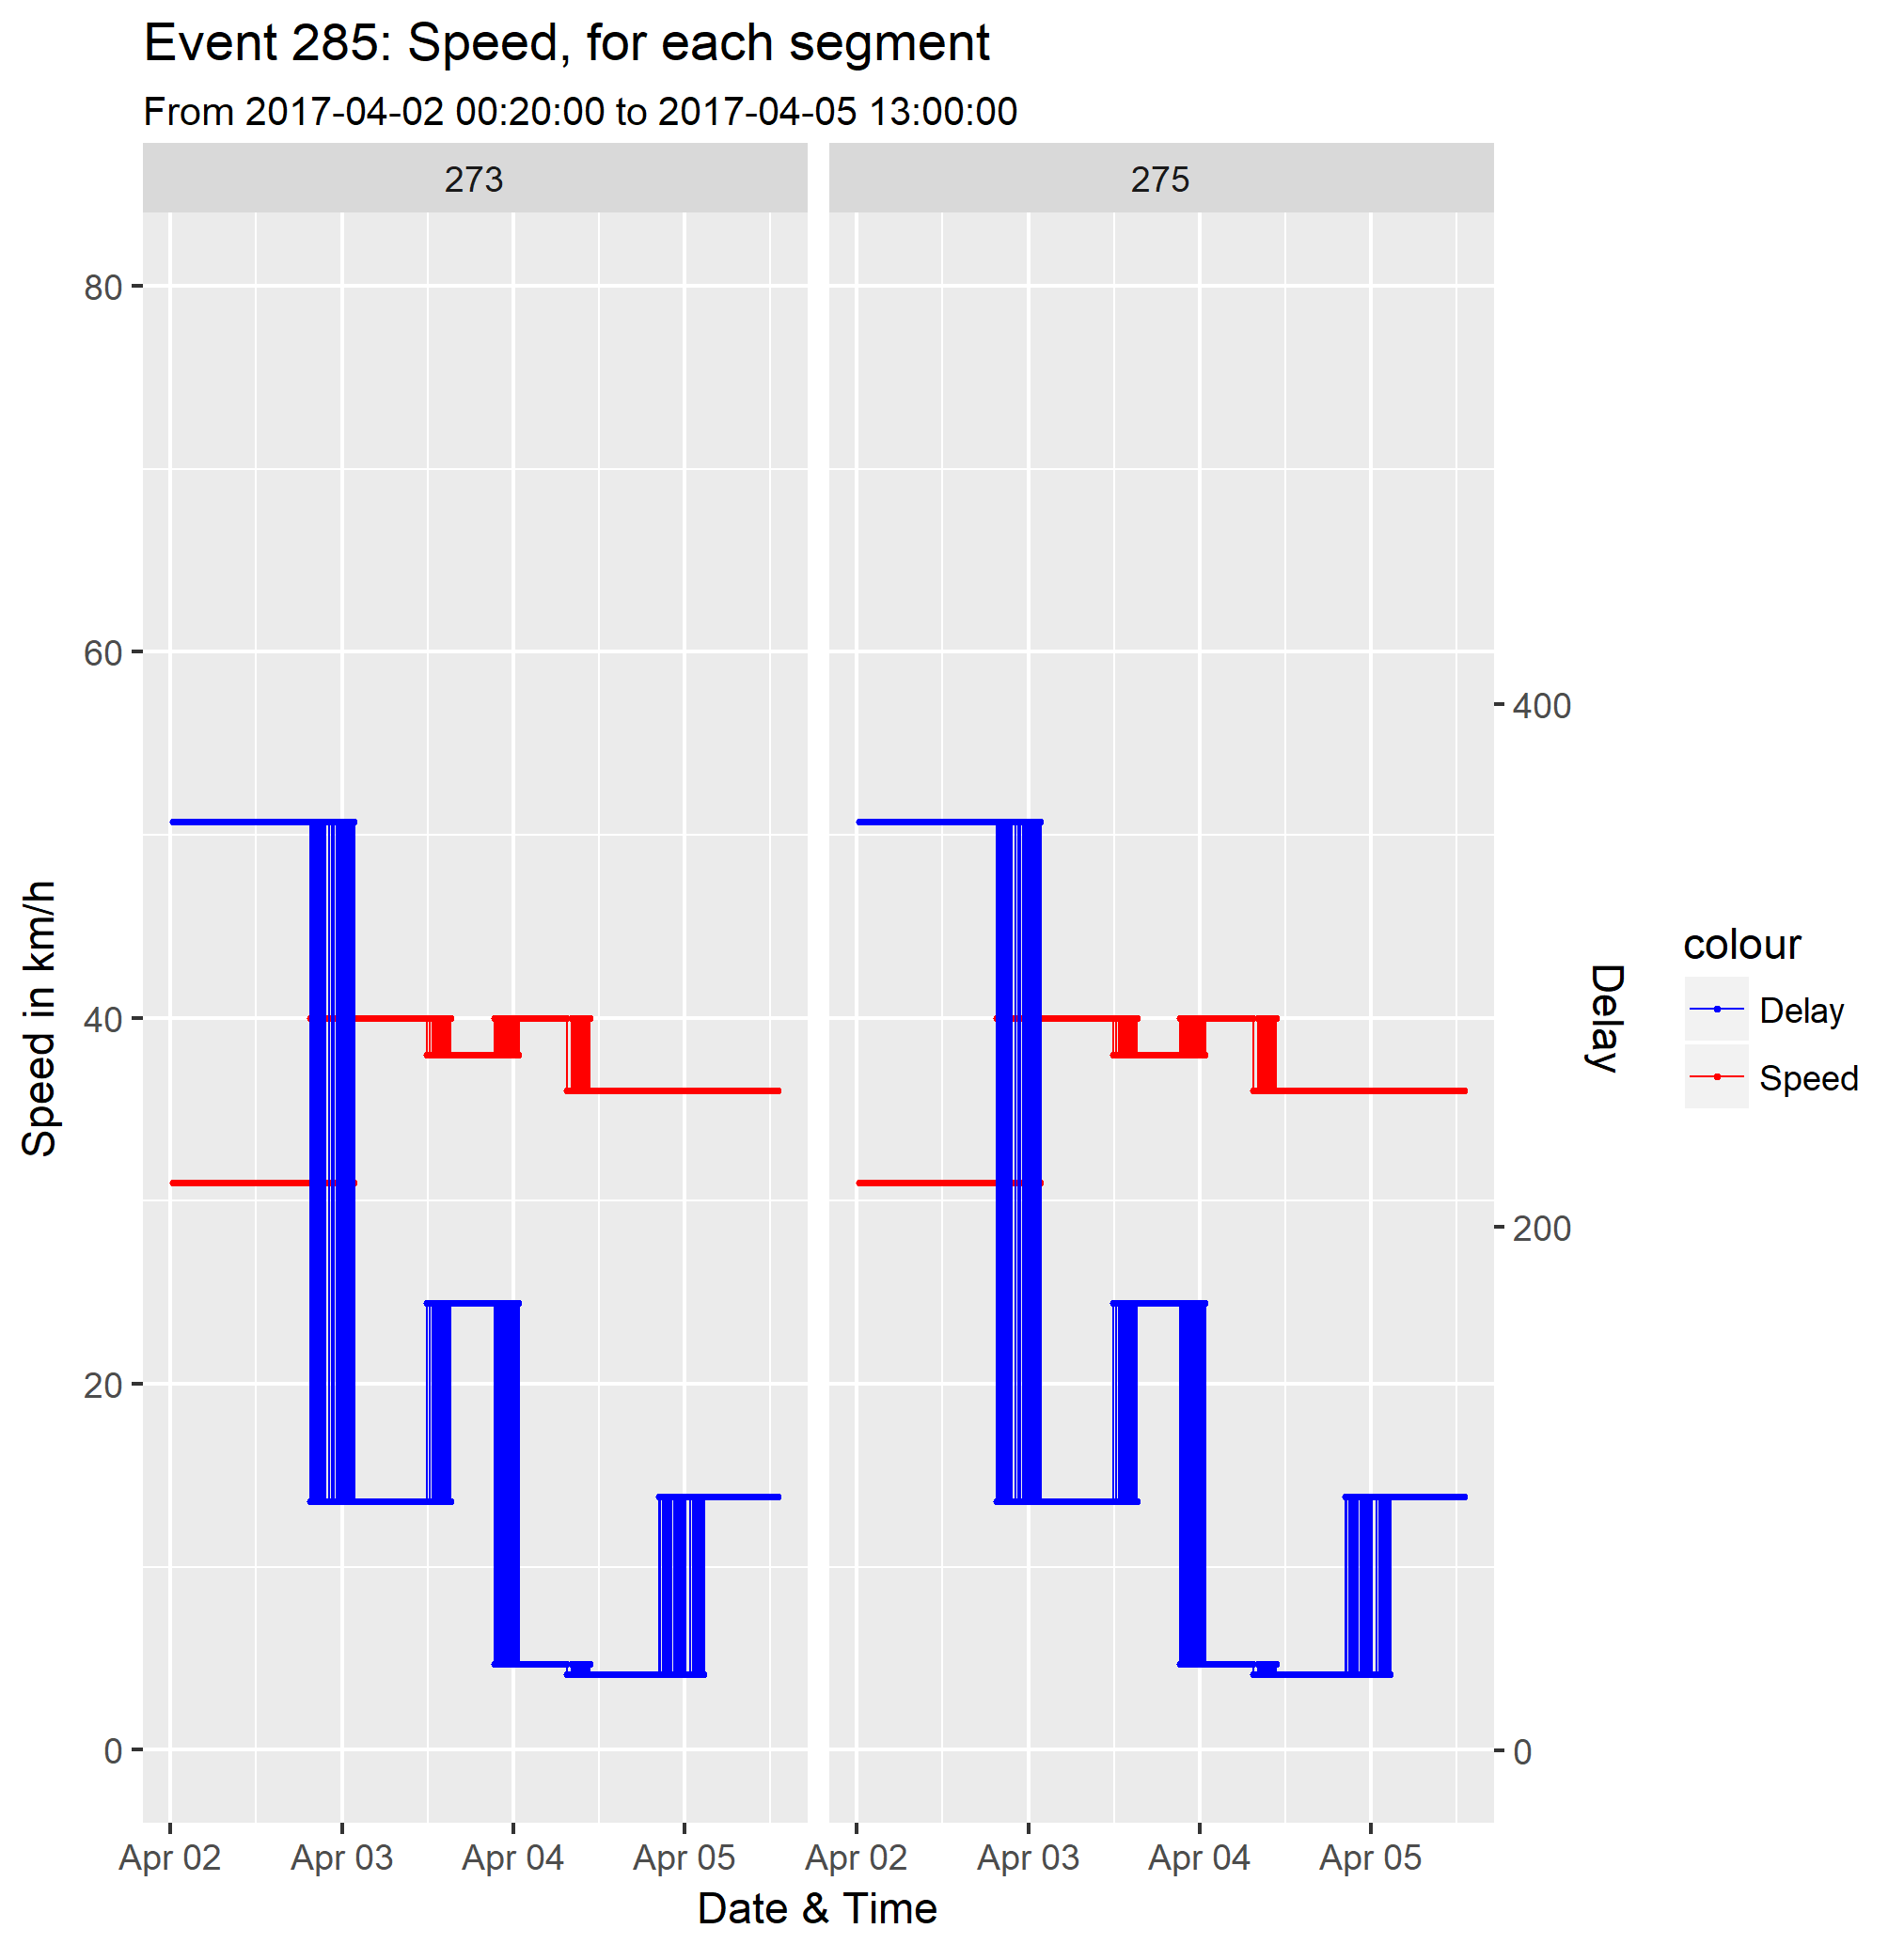 Event 285: Speed, for each segment
From 2017-04-02 00:20:00 to 2017-04-05 13:00:00
273
275
80
60
40
20
0
Speed in km/h
400
200
0
Delay
colour
Delay
Speed
Apr 02
Apr 03
Apr 04
Apr 05
Apr 02
Apr 03
Apr 04
Apr 05
Date & Time